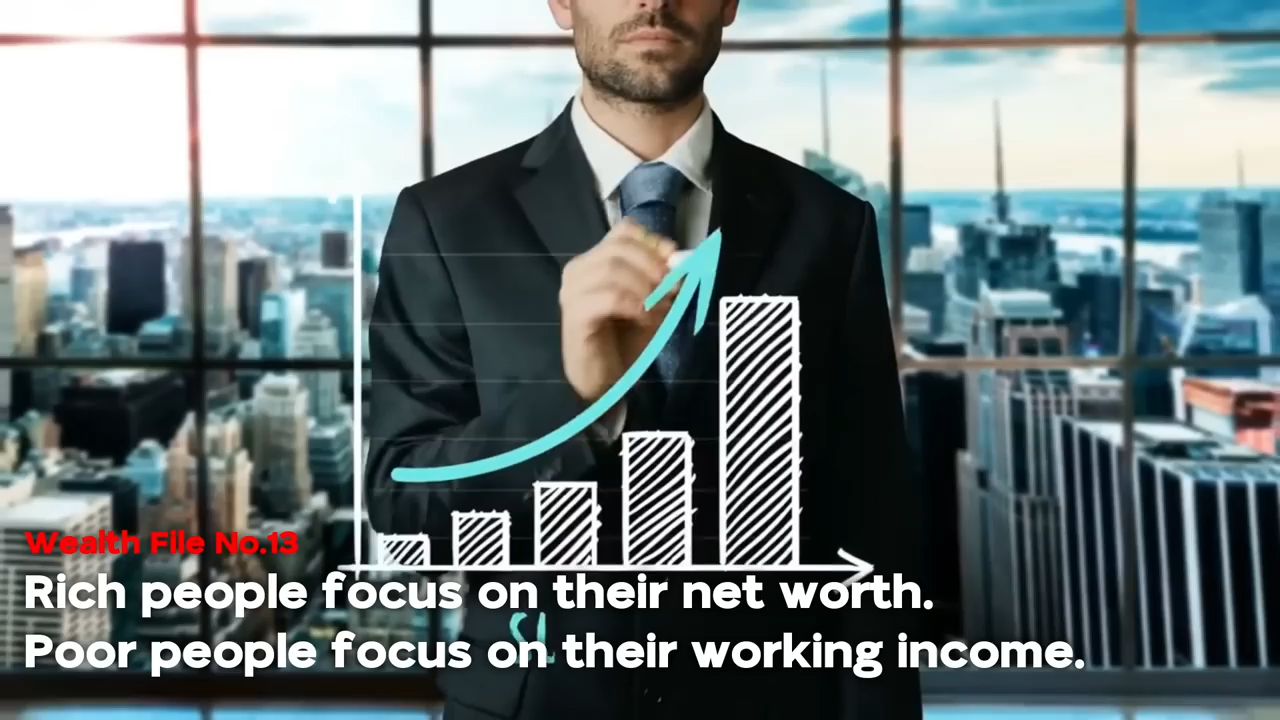 Wealth File No.13
Rich people focus on their net worth.
Poor people focus on their working income.